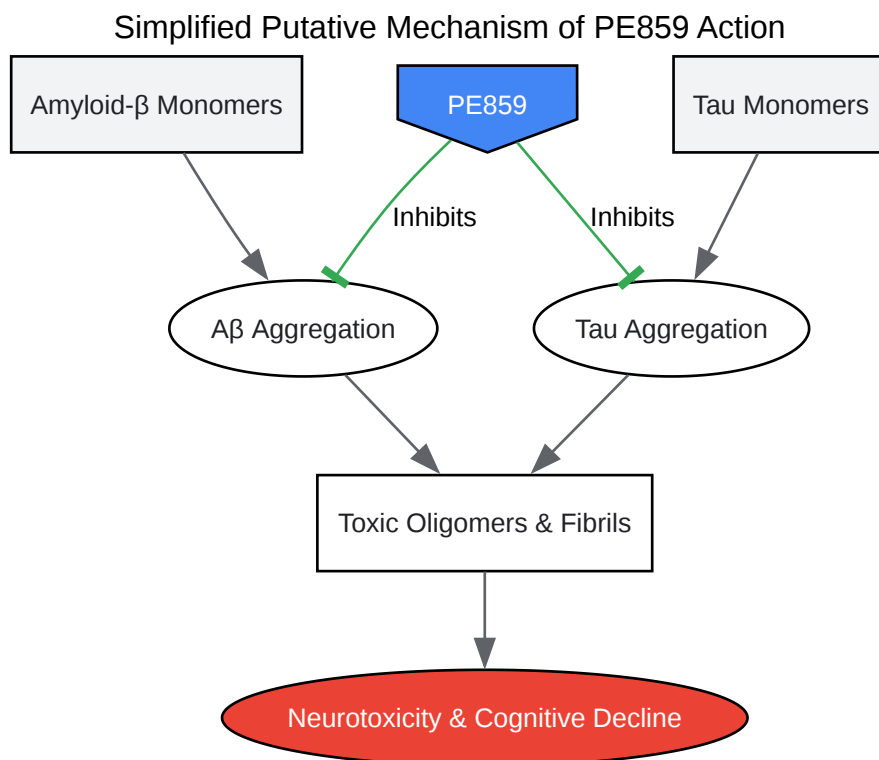 Simplified Putative Mechanism of PE859 Action
Amyloid-β Monomers
PE859
Tau Monomers
Inhibits
Inhibits
Aβ Aggregation
Tau Aggregation
Toxic Oligomers & Fibrils
Neurotoxicity & Cognitive Decline